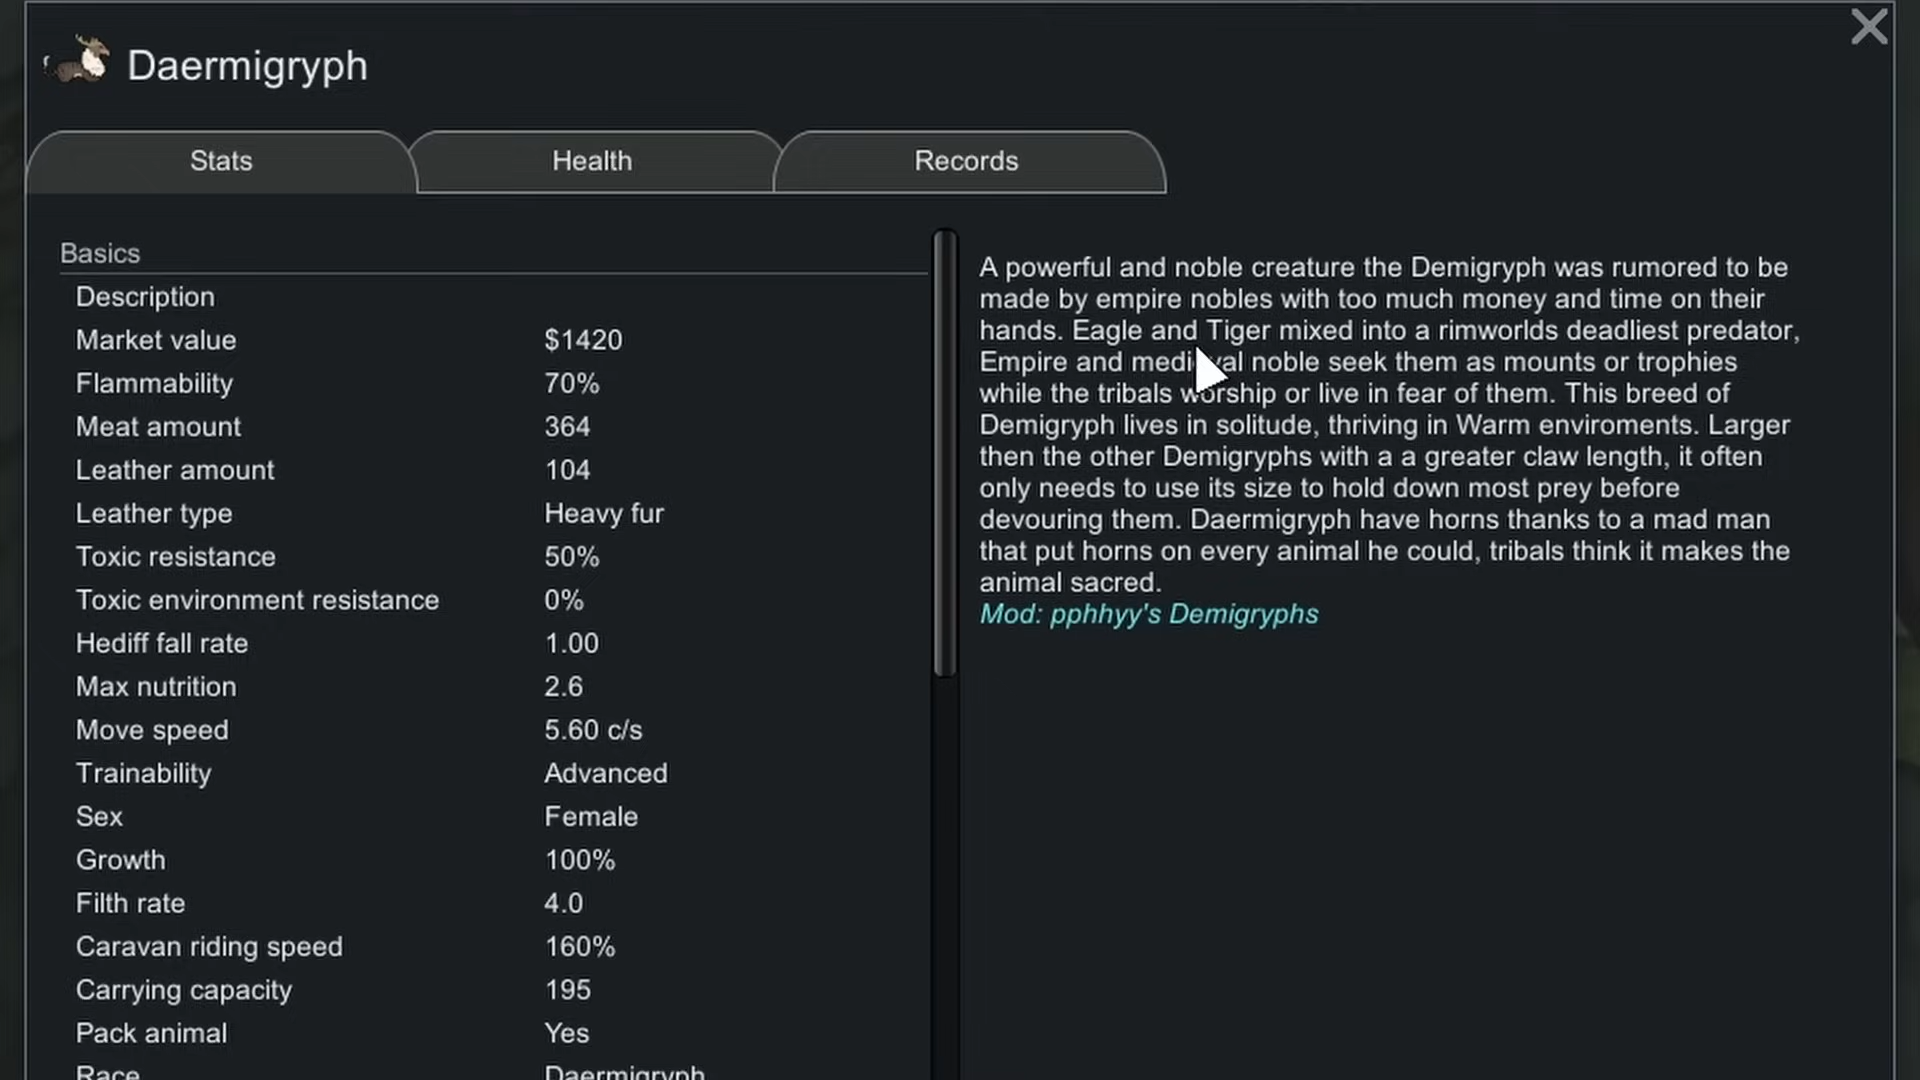 Daermigryph
Stats
Health
Records
Basics
Description
Market value $1420
Flammability 70%
Meat amount 364
Leather amount 104
Leather type Heavy fur
Toxic resistance 50%
Toxic environment resistance 0%
Hediff fall rate 1.00
Max nutrition 2.6
Move speed 5.60 c/s
Trainability Advanced
Sex Female
Growth 100%
Filth rate 4.0
Caravan riding speed 160%
Carrying capacity 195
Pack animal Yes
Race Daermigryph
A powerful and noble creature the Demigryph was rumored to be
made by empire nobles with too much money and time on their
hands. Eagle and Tiger mixed into a rimworlds deadliest predator,
Empire and medieval noble seek them as mounts or trophies
while the tribals worship or live in fear of them. This breed of
Demigryph lives in solitude, thriving in Warm enviroments. Larger
then the other Demigryphs with a a greater claw length, it often
only needs to use its size to hold down most prey before
devouring them. Daermigryph have horns thanks to a mad man
that put horns on every animal he could, tribals think it makes the
animal sacred.
Mod: pphhyy's Demigryphs